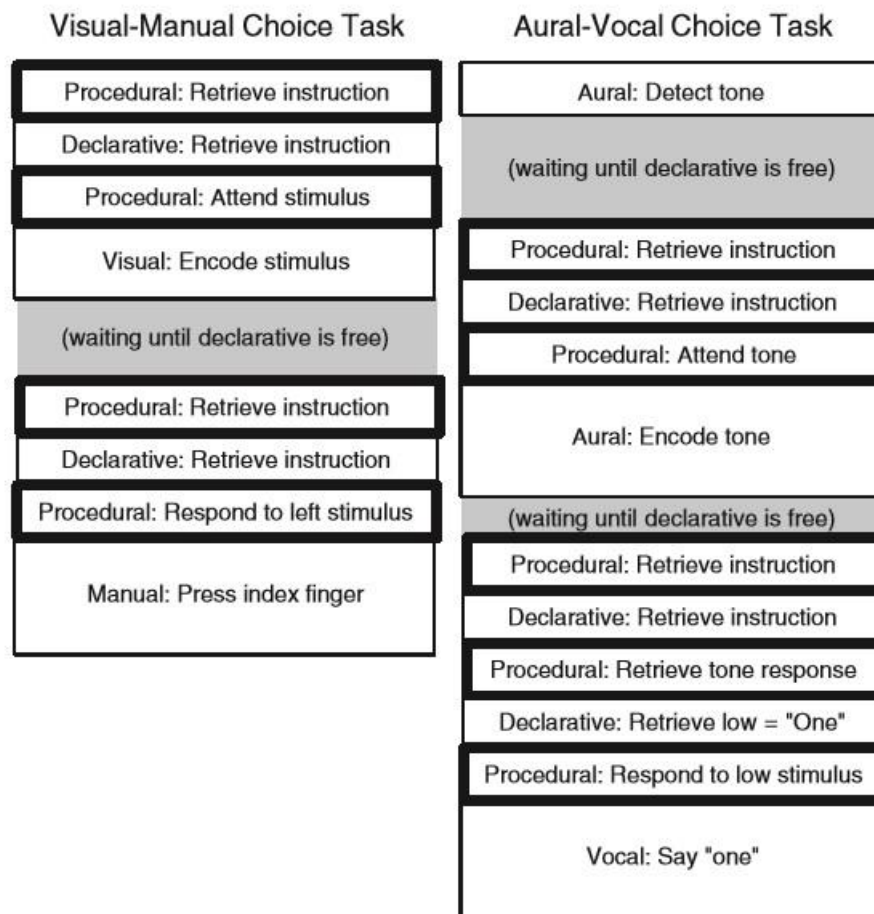 Visual-Manual Choice Task
Procedural: Retrieve instruction
Declarative: Retrieve instruction
Procedural: Attend stimulus
Visual: Encode stimulus
(waiting until declarative is free)
Procedural: Retrieve instruction
Declarative: Retrieve instruction
Procedural: Respond to left stimulus
Manual: Press index finger
Aural-Vocal Choice Task
Aural: Detect tone
(waiting until declarative is free)
Procedural: Retrieve instruction
Declarative: Retrieve instruction
Procedural: Attend tone
Aural: Encode tone
(waiting until declarative is free)
Procedural: Retrieve instruction
Declarative: Retrieve instruction
Procedural: Retrieve tone response
Declarative: Retrieve low = "One"
Procedural: Respond to low stimulus
Vocal: Say "one"